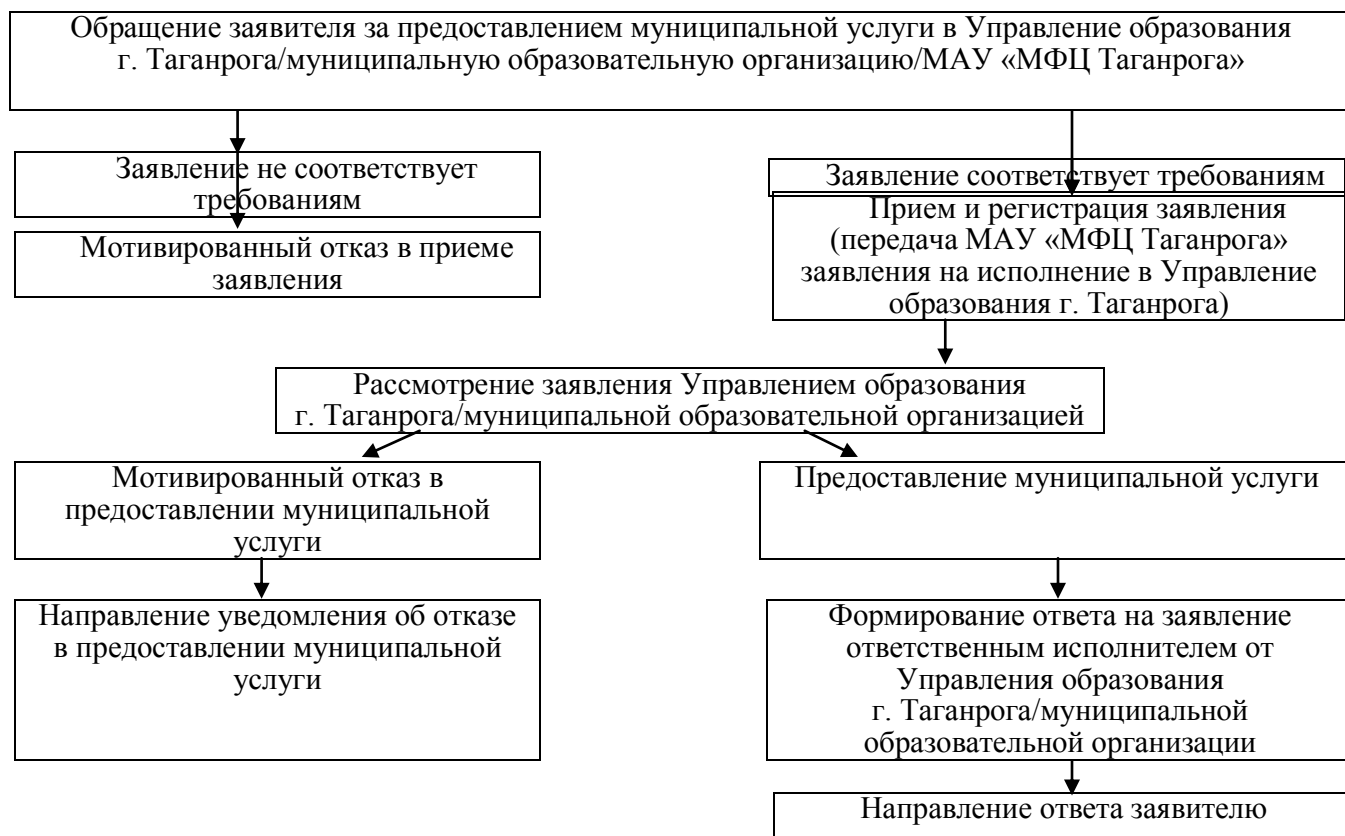 Обращение заявителя за предоставлением муниципальной услуги в Управление образования
г. Таганрога/муниципальную образовательную организацию/МАУ «МФЦ Таганрога»
Заявление не соответствует
требованиям
Заявление соответствует требованиям
Мотивированный отказ в приеме
заявления
Прием и регистрация заявления
(передача МАУ «МФЦ Таганрога»
заявления на исполнение в Управление
образования г. Таганрога)
Рассмотрение заявления Управлением образования
г. Таганрога/муниципальной образовательной организацией
Мотивированный отказ в
предоставлении муниципальной
услуги
Предоставление муниципальной услуги
Направление уведомления об отказе
в предоставлении муниципальной
услуги
Формирование ответа на заявление
ответственным исполнителем от
Управления образования
г. Таганрога/муниципальной
образовательной организации
Направление ответа заявителю